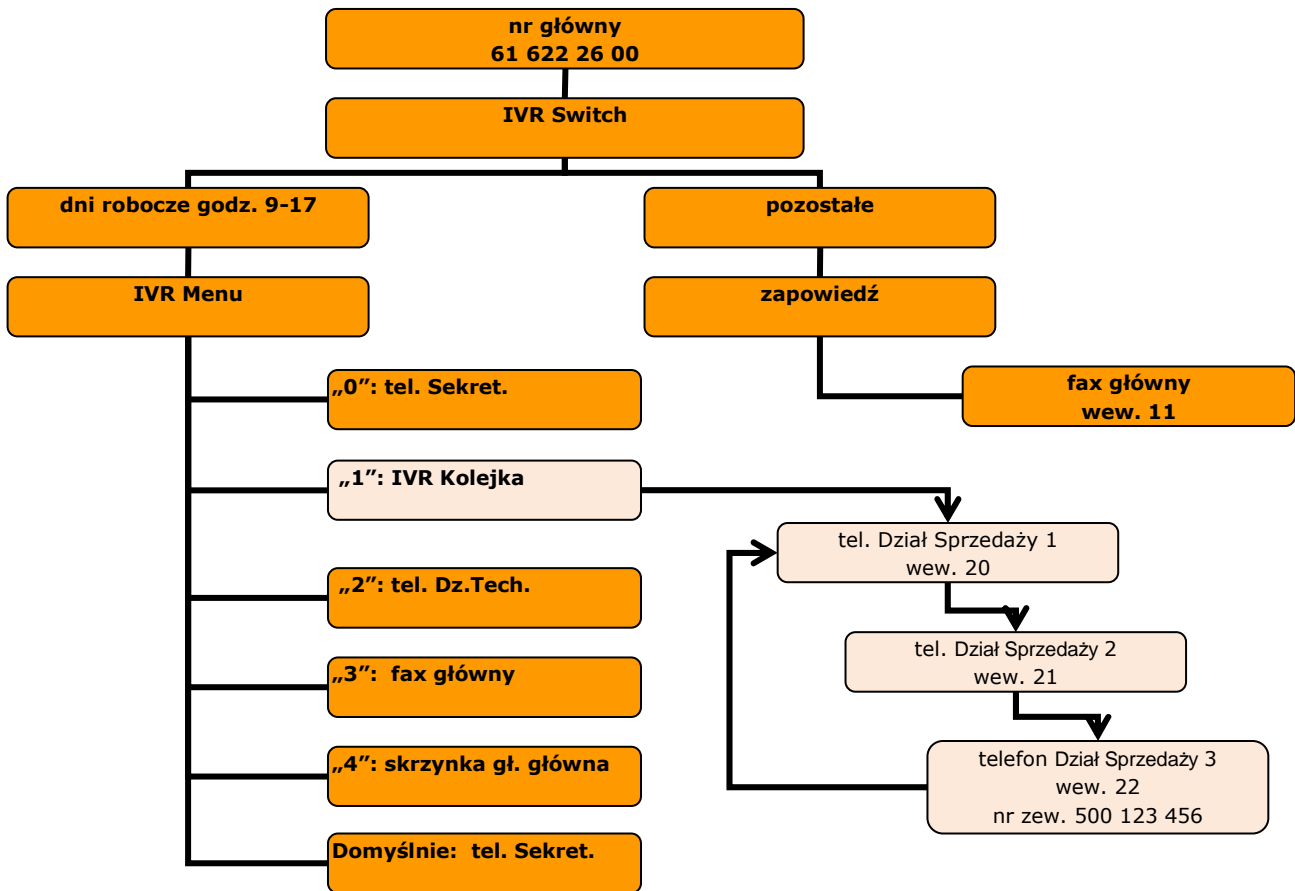 nr główny
61 622 26 00
IVR Switch
dni robocze godz. 9-17
pozostałe
IVR Menu
zapowiedź
„0”: tel. Sekret.
fax główny
wew. 11
„1”: IVR Kolejka
tel. Dział Sprzedaży 1
wew. 20
„2”: tel. Dz.Tech.
tel. Dział Sprzedaży 2
wew. 21
„3”: fax główny
„4”: skrzynka gł. główna
telefon Dział Sprzedaży 3
wew. 22
nr zew. 500 123 456
Domyślnie: tel. Sekret.